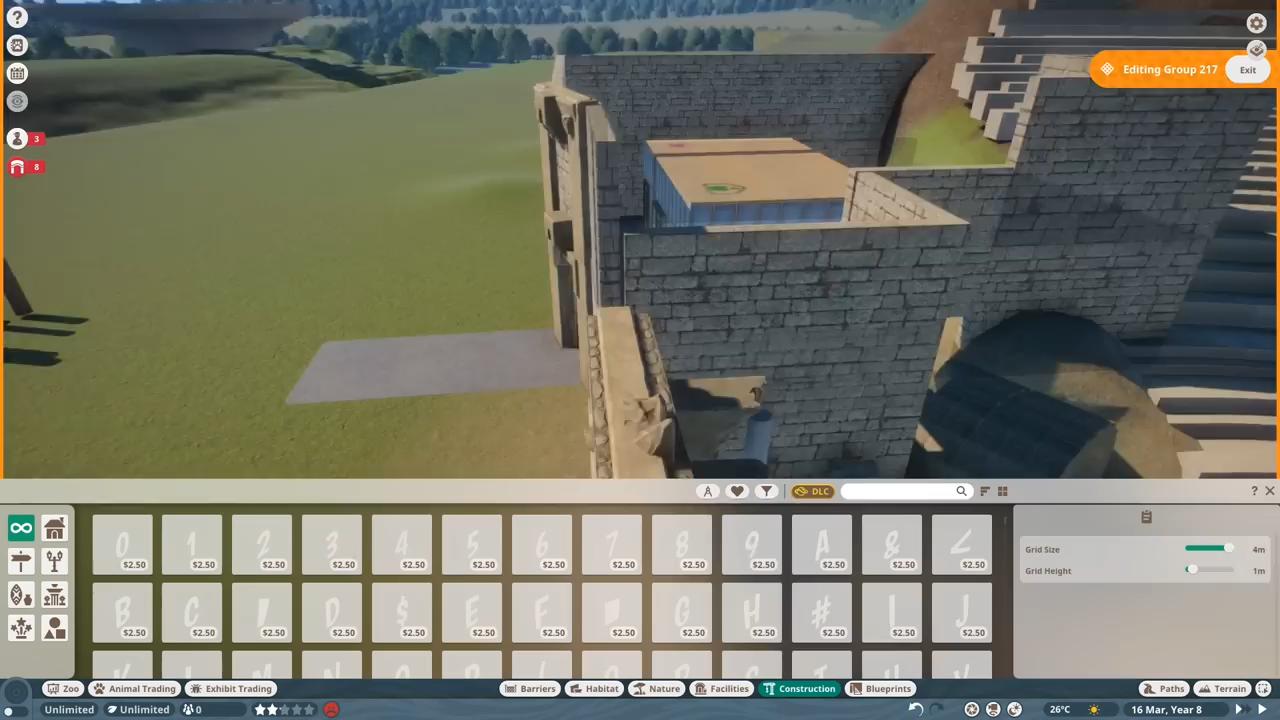 ?
Editing Group 217
Exit
3
8
DLC
? ×
0 $2.50
1 $2.50
2 $2.50
3 $2.50
4 $2.50
5 $2.50
6 $2.50
7 $2.50
8 $2.50
9 $2.50
A $2.50
& $2.50
∠ $2.50
B $2.50
C $2.50
$2.50
D $2.50
$ $2.50
E $2.50
F $2.50
$2.50
G $2.50
H $2.50
# $2.50
I $2.50
J $2.50
Grid Size 4m
Grid Height 1m
Zoo Animal Trading Exhibit Trading Barriers Habitat Nature Facilities Construction Blueprints Paths Terrain
Unlimited Unlimited 0 26°C 16 Mar, Year 8